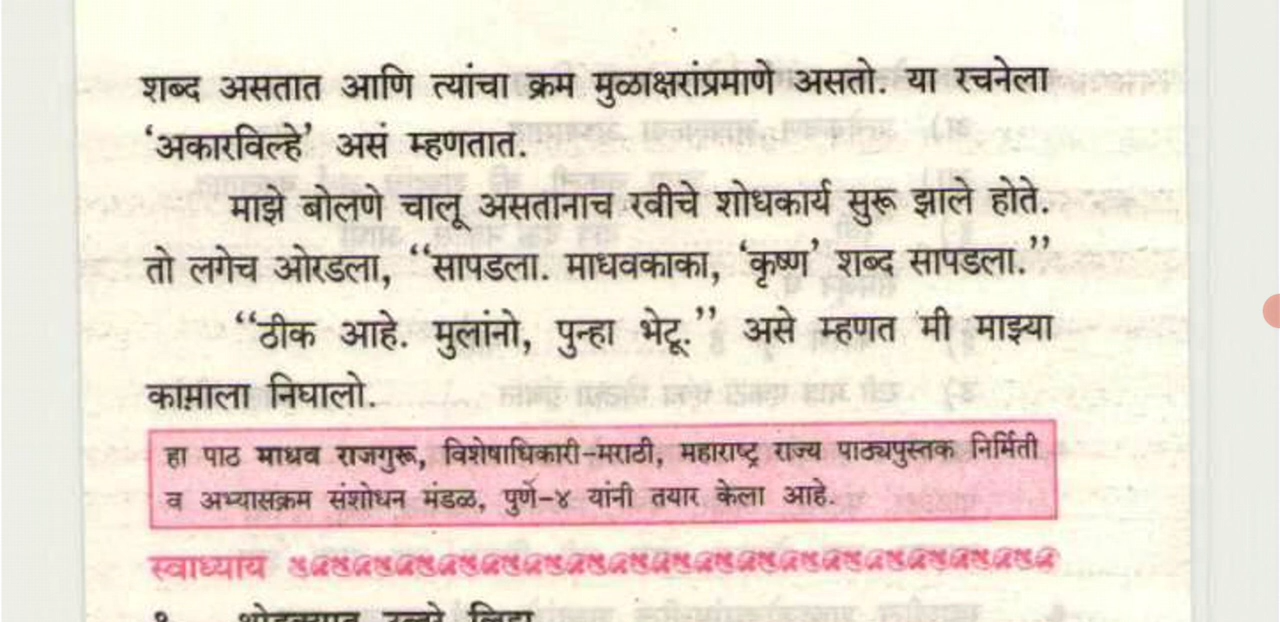 शब्द असतात आणि त्यांचा क्रम मुळाक्षरांप्रमाणे असतो. या रचनेला
‘अकारविल्हे’ असं म्हणतात.
माझे बोलणे चालू असतानाच रवीचे शोधकार्य सुरू झाले होते.
तो लगेच ओरडला, “सापडला. माधवकाका, ‘कृष्ण’ शब्द सापडला.”
“ठीक आहे. मुलांनो, पुन्हा भेटू.” असे म्हणत मी माझ्या
कामाला निघालो.
हा पाठ माधव राजगुरू, विशेषाधिकारी-मराठी, महाराष्ट्र राज्य पाठ्यपुस्तक निर्मिती
व अभ्यासक्रम संशोधन मंडळ, पुणे-४ यांनी तयार केला आहे.
स्वाध्याय